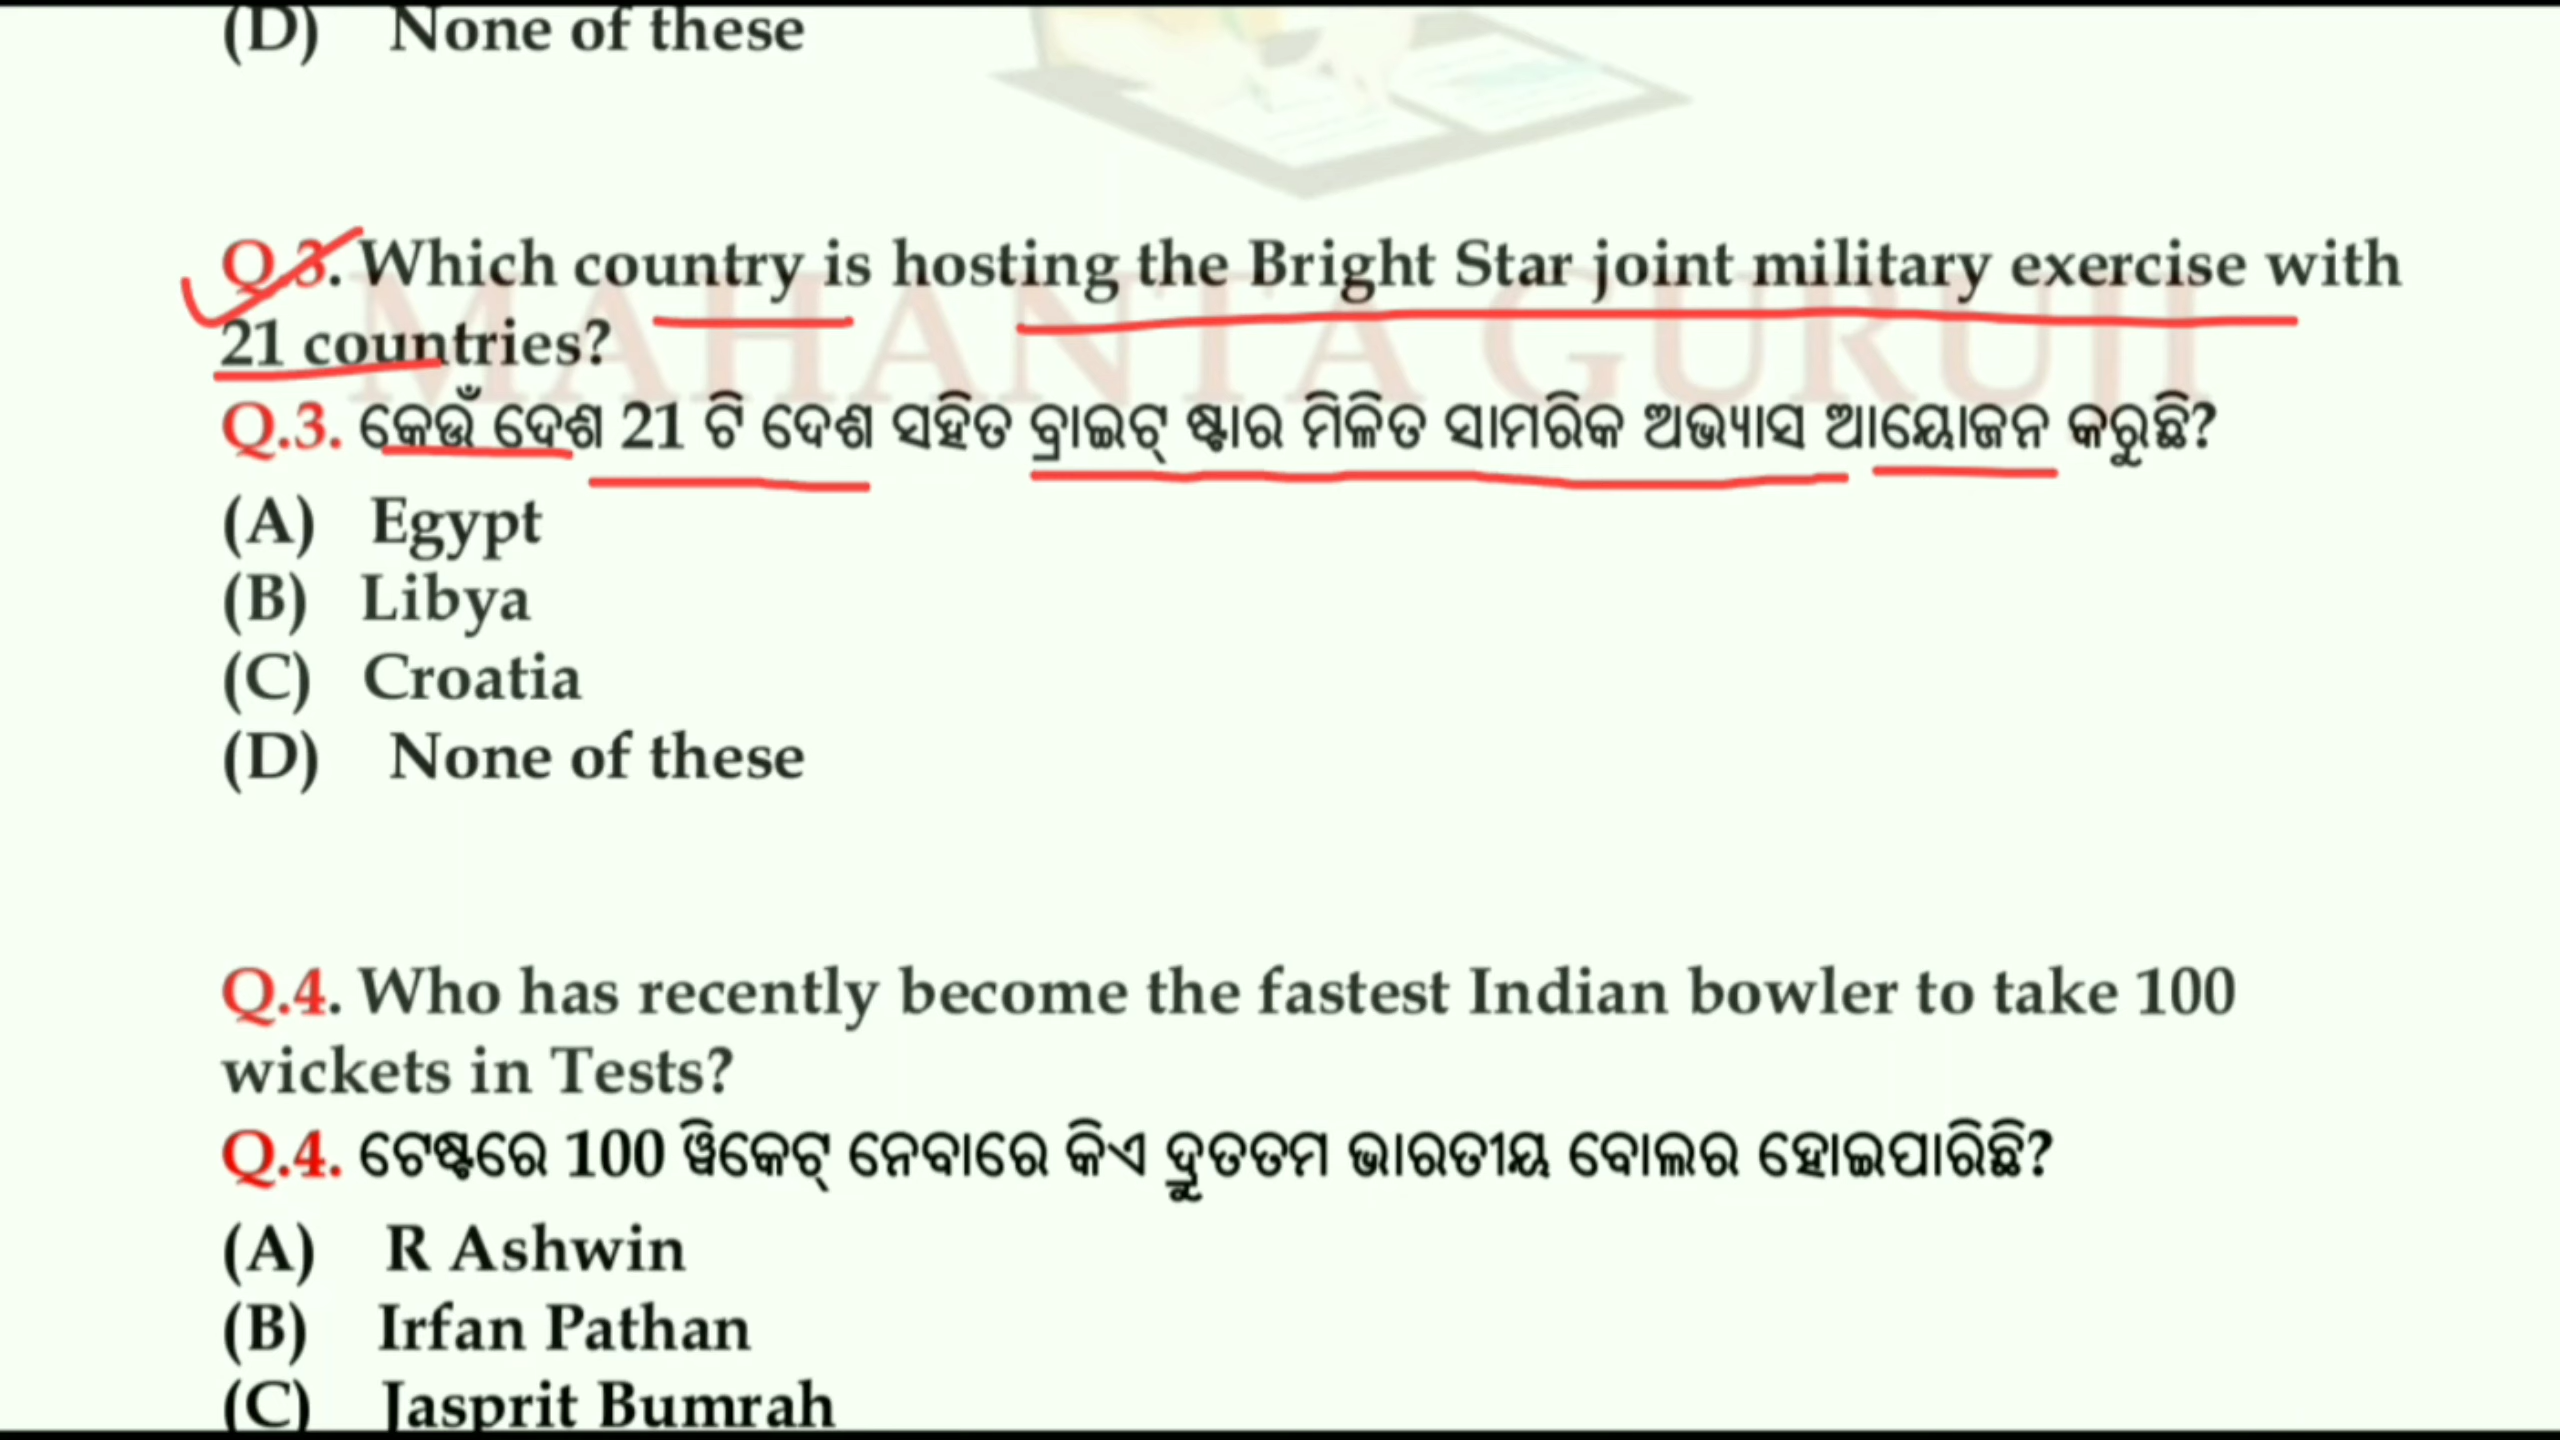 (D) None of these
Q.3. Which country is hosting the Bright Star joint military exercise with
21 countries?
MAHANTA GURUJI
Q.3. କେଉଁ ଦେଶ 21 ଟି ଦେଶ ସହିତ ବ୍ରାଇଟ୍ ଷ୍ଟାର ମିଳିତ ସାମରିକ ଅଭ୍ୟାସ ଆୟୋଜନ କରୁଛି?
(A) Egypt
(B) Libya
(C) Croatia
(D) None of these
Q.4. Who has recently become the fastest Indian bowler to take 100
wickets in Tests?
Q.4. ଟେଷ୍ଟରେ 100 ୱିକେଟ୍ ନେବାରେ କିଏ ଦ୍ରୁତତମ ଭାରତୀୟ ବୋଲର ହୋଇପାରିଛି?
(A) R Ashwin
(B) Irfan Pathan
(C) Jasprit Bumrah